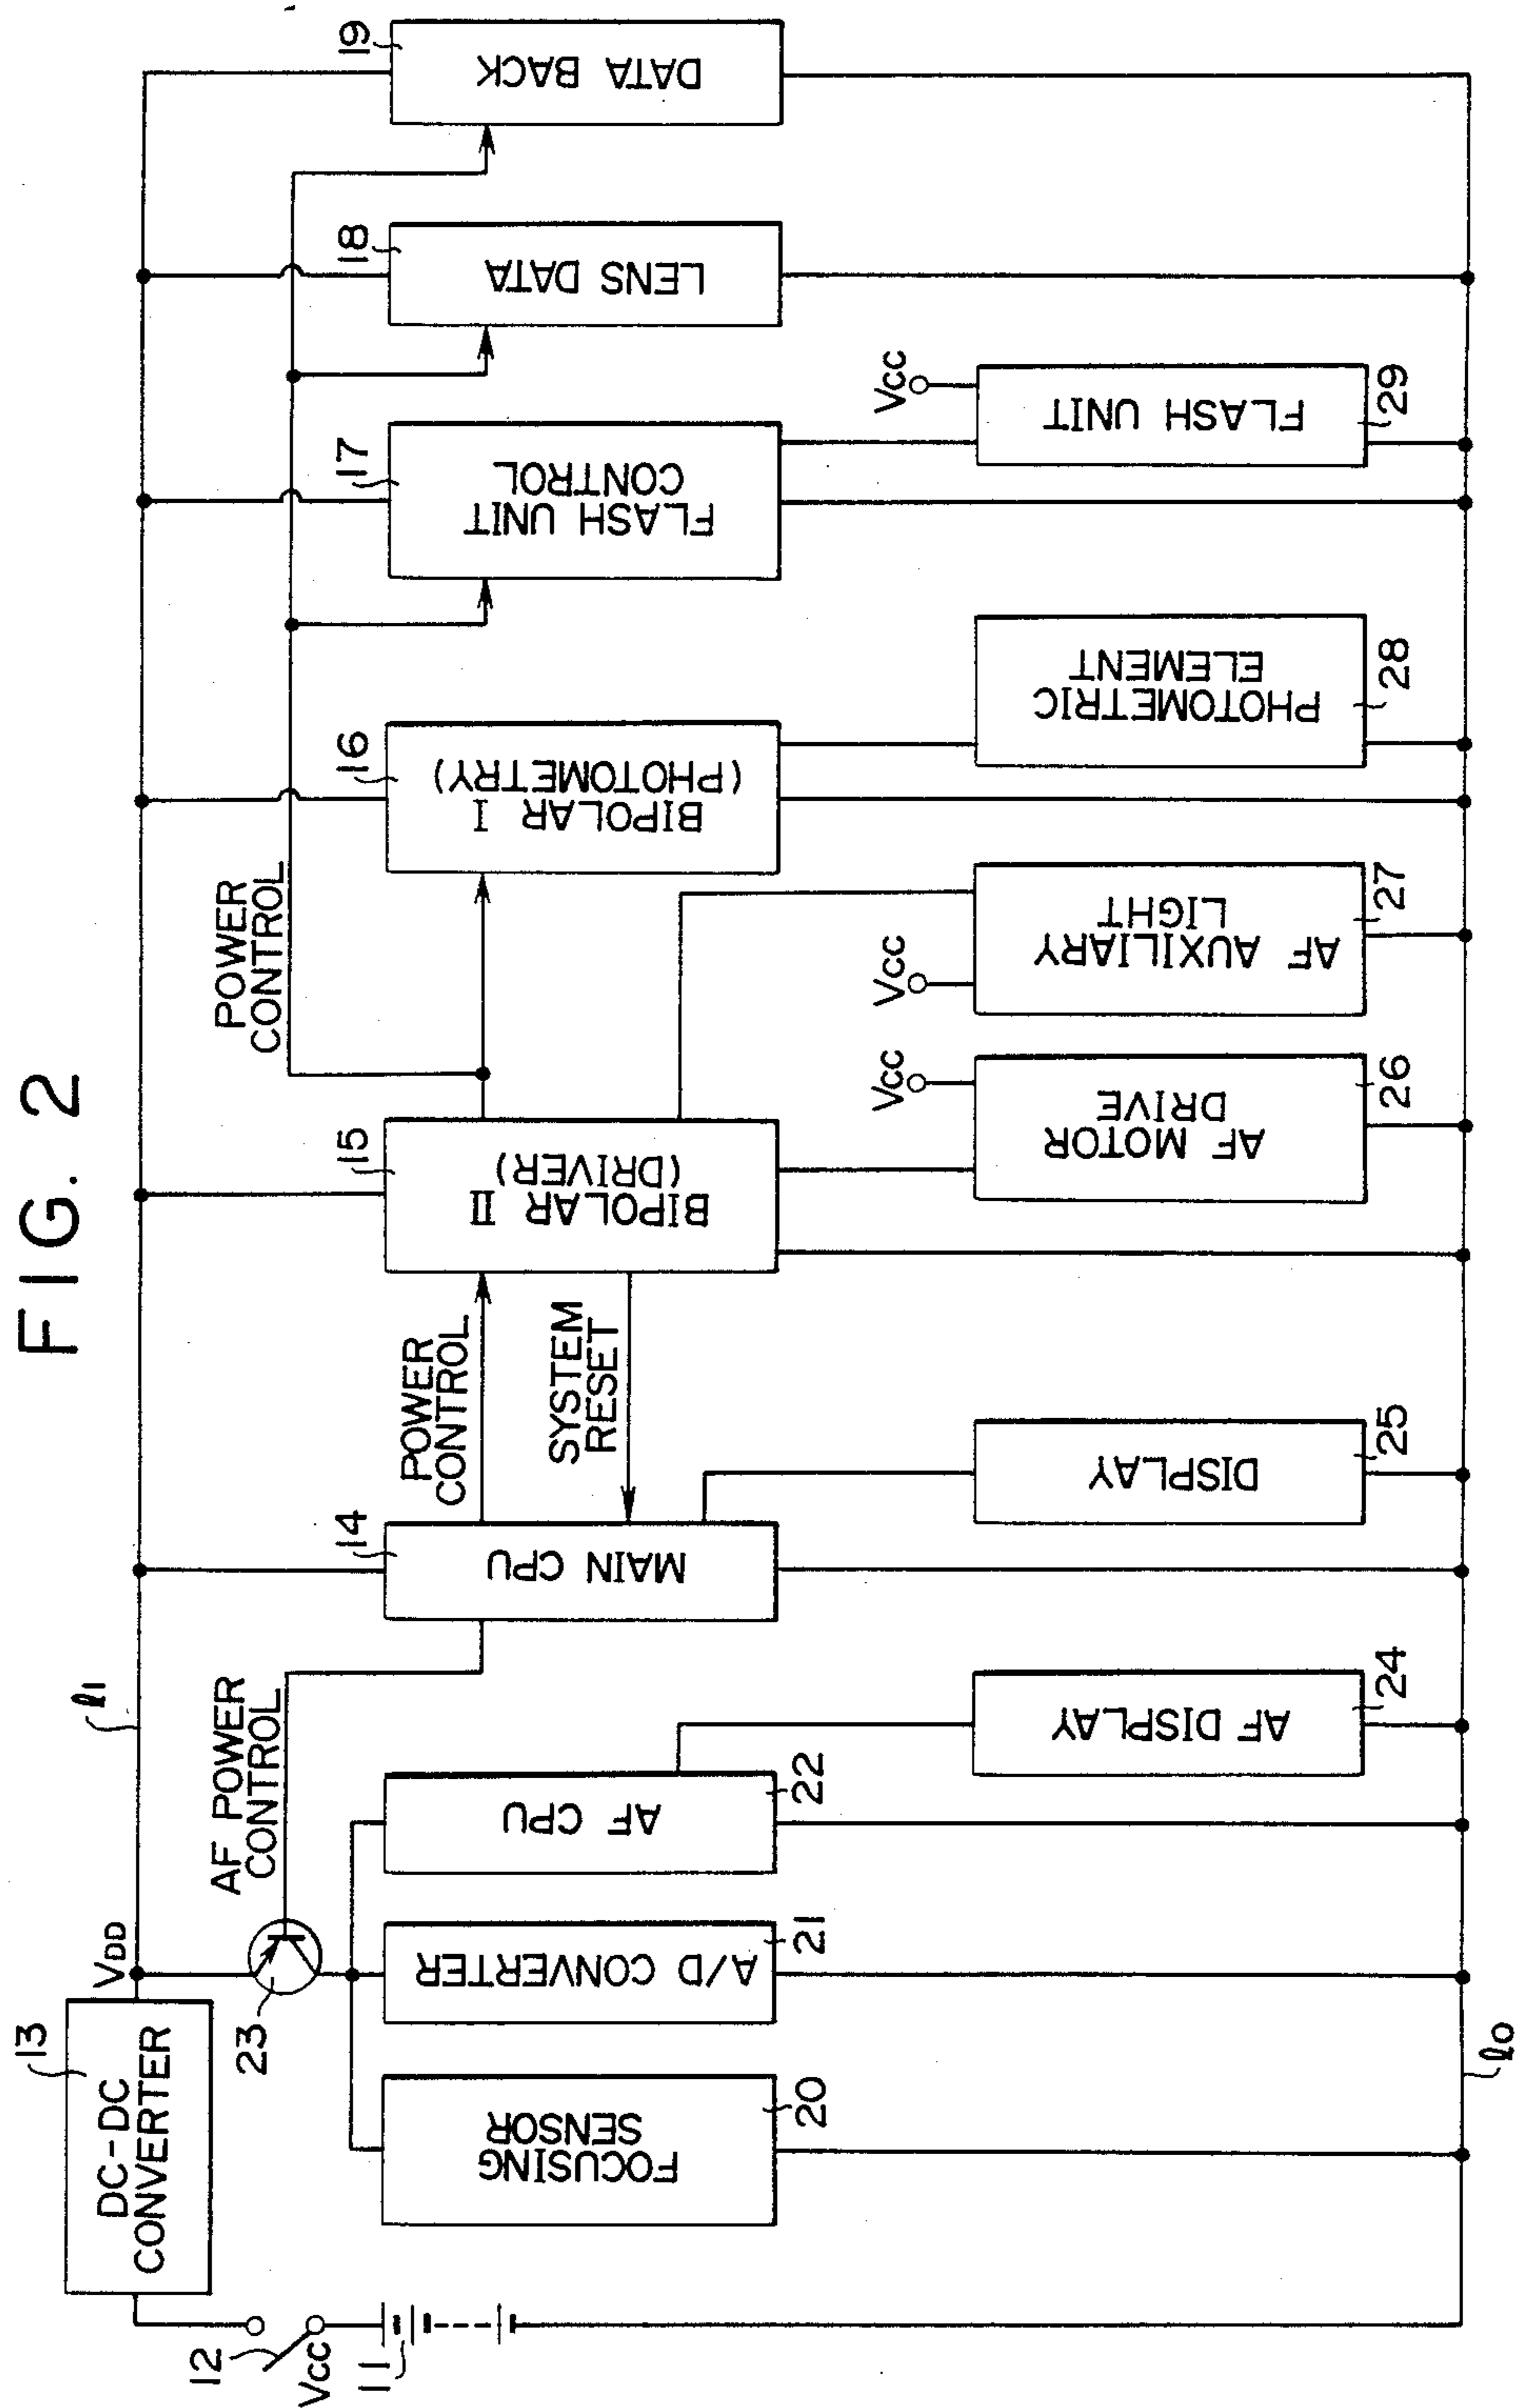 FIG. 2
13
DC-DC
CONVERTER
VDD
ℓ1
12
VCC
11
23
AF POWER
CONTROL
POWER
CONTROL
SYSTEM
RESET
POWER
CONTROL
FOCUSING
SENSOR
20
A/D CONVERTER
21
AF CPU
22
14
MAIN CPU
15
BIPOLAR II
(DRIVER)
16
BIPOLAR I
(PHOTOMETRY)
17
FLASH UNIT
CONTROL
18
LENS DATA
19
DATA BACK
AF DISPLAY
24
DISPLAY
25
VCC
AF MOTOR
DRIVE
26
VCC
AF AUXILIARY
LIGHT
27
PHOTOMETRIC
ELEMENT
28
VCC
FLASH UNIT
29
ℓ0